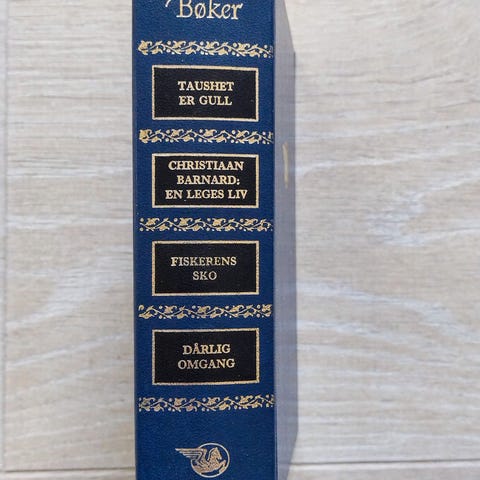 Bøker
TAUSHET
ER GULL
CHRISTIAAN
BARNARD:
EN LEGES LIV
FISKERENS
SKO
DÅRLIG
OMGANG